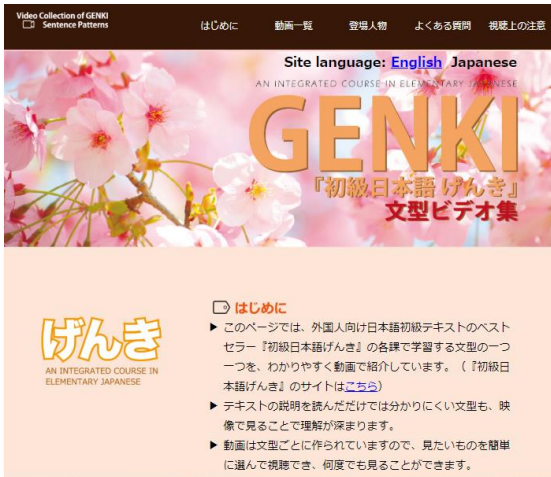 Video Collection of GENKI
Sentence Patterns
はじめに 動画一覧 登場人物 よくある質問 視聴上の注意
Site language: English Japanese
AN INTEGRATED COURSE IN ELEMENTARY JAPANESE
GENKI
『初級日本語 げんき』
文型ビデオ集
げんき
AN INTEGRATED COURSE IN
ELEMENTARY JAPANESE
はじめに
▶ このページでは、外国人向け日本語初級テキストのベスト
セラー『初級日本語げんき』の各課で学習する文型の一つ
一つを、わかりやすく動画で紹介しています。（『初級日
本語げんき』のサイトはこちら）
▶ テキストの説明を読んだだけでは分かりにくい文型も、映
像で見ることで理解が深まります。
▶ 動画は文型ごとに作られていますので、見たいものを簡単
に選んで視聴でき、何度でも見ることができます。